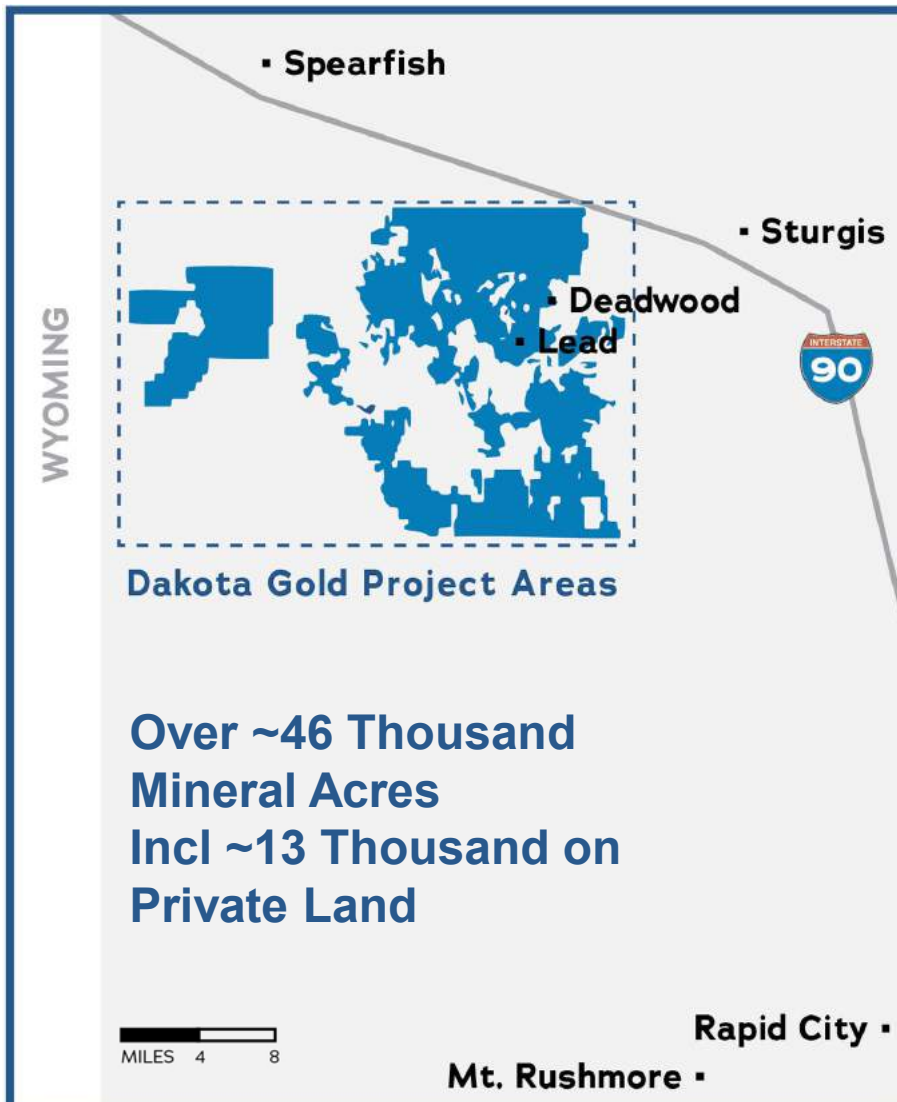 Spearfish
Sturgis
Deadwood
Lead
WYOMING
INTERSTATE
90
Dakota Gold Project Areas
Over ~46 Thousand
Mineral Acres
Incl ~13 Thousand on
Private Land
MILES 4 8
Rapid City
Mt. Rushmore